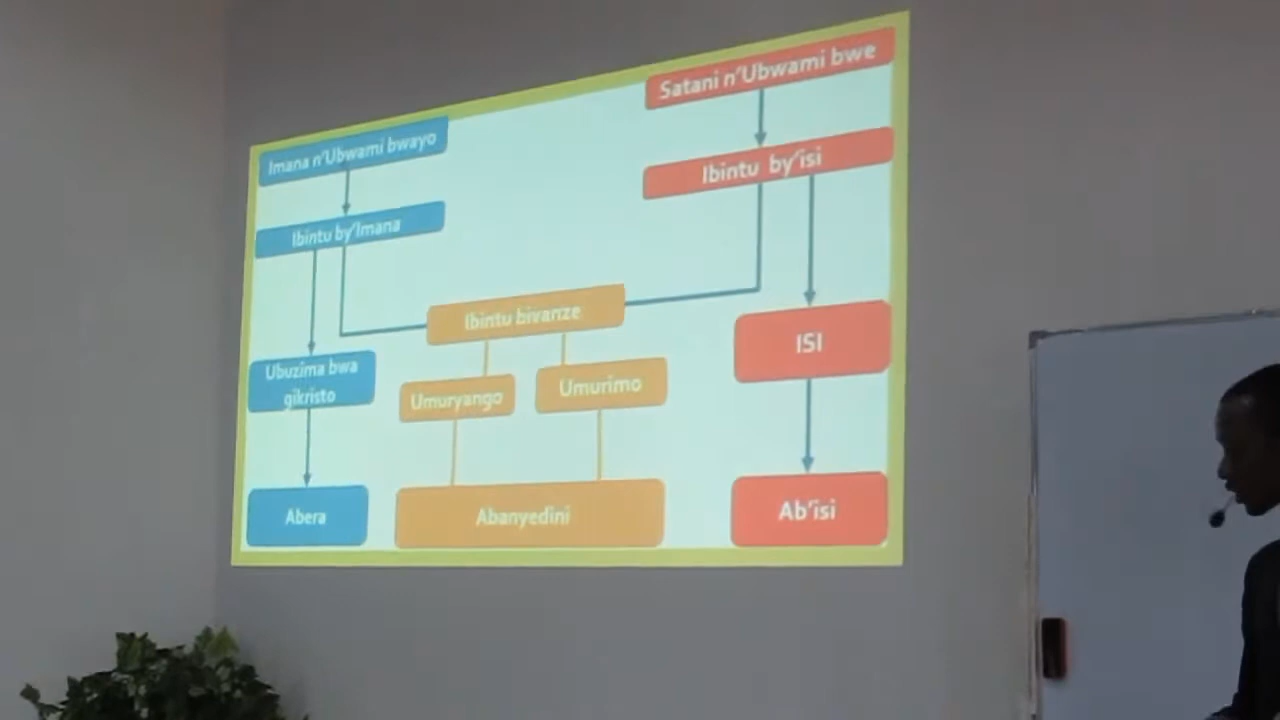 Satani n'Ubwami bwe
Imana n'Ubwami bwayo
Ibintu by'isi
Ibintu by'Imana
Ibintu bivanze
ISI
Ubuzima bwa
gikristo
Umuryango
Umurimo
Abera
Abanyedini
Ab'isi